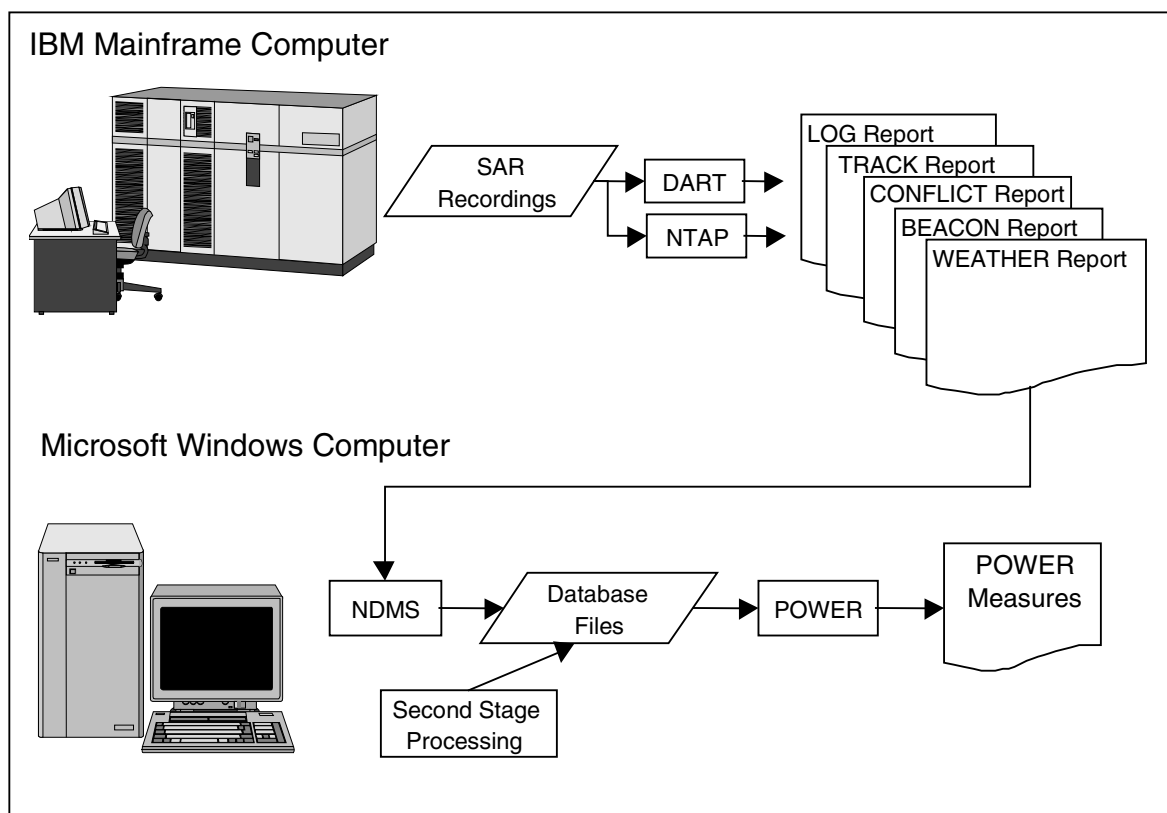 IBM Mainframe Computer
SAR
Recordings
DART
NTAP
LOG Report
TRACK Report
CONFLICT Report
BEACON Report
WEATHER Report
Microsoft Windows Computer
NDMS
Database
Files
POWER
POWER
Measures
Second Stage
Processing